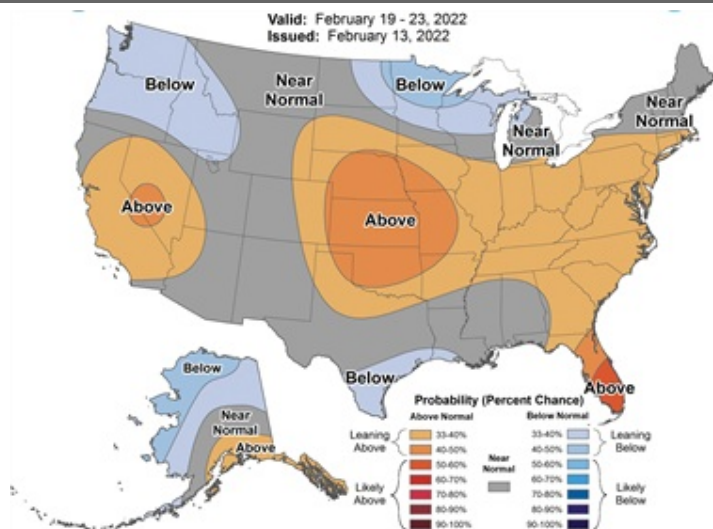 Valid: February 19 - 23, 2022
Issued: February 13, 2022
Below
Near
Normal
Below
Near
Normal
Near
Normal
Above
Above
Below
Above
Below
Near
Normal
Above
Probability (Percent Chance)
Above Normal
Below Normal
Leaning
Above
33-40%
40-50%
50-60%
60-70%
70-80%
80-90%
90-100%
Likely
Above
Near
Normal
33-40%
40-50%
50-60%
60-70%
70-80%
80-90%
90-100%
Leaning
Below
Likely
Below